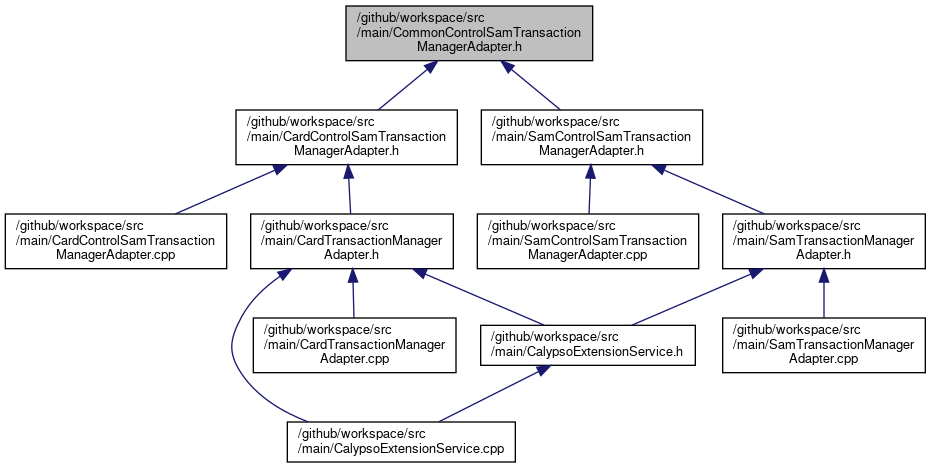 /github/workspace/src
/main/CommonControlSamTransaction
ManagerAdapter.h
/github/workspace/src
/main/CardControlSamTransaction
ManagerAdapter.h
/github/workspace/src
/main/SamControlSamTransaction
ManagerAdapter.h
/github/workspace/src
/main/CardControlSamTransaction
ManagerAdapter.cpp
/github/workspace/src
/main/CardTransactionManager
Adapter.h
/github/workspace/src
/main/SamControlSamTransaction
ManagerAdapter.cpp
/github/workspace/src
/main/SamTransactionManager
Adapter.h
/github/workspace/src
/main/CardTransactionManager
Adapter.cpp
/github/workspace/src
/main/CalypsoExtensionService.h
/github/workspace/src
/main/SamTransactionManager
Adapter.cpp
/github/workspace/src
/main/CalypsoExtensionService.cpp